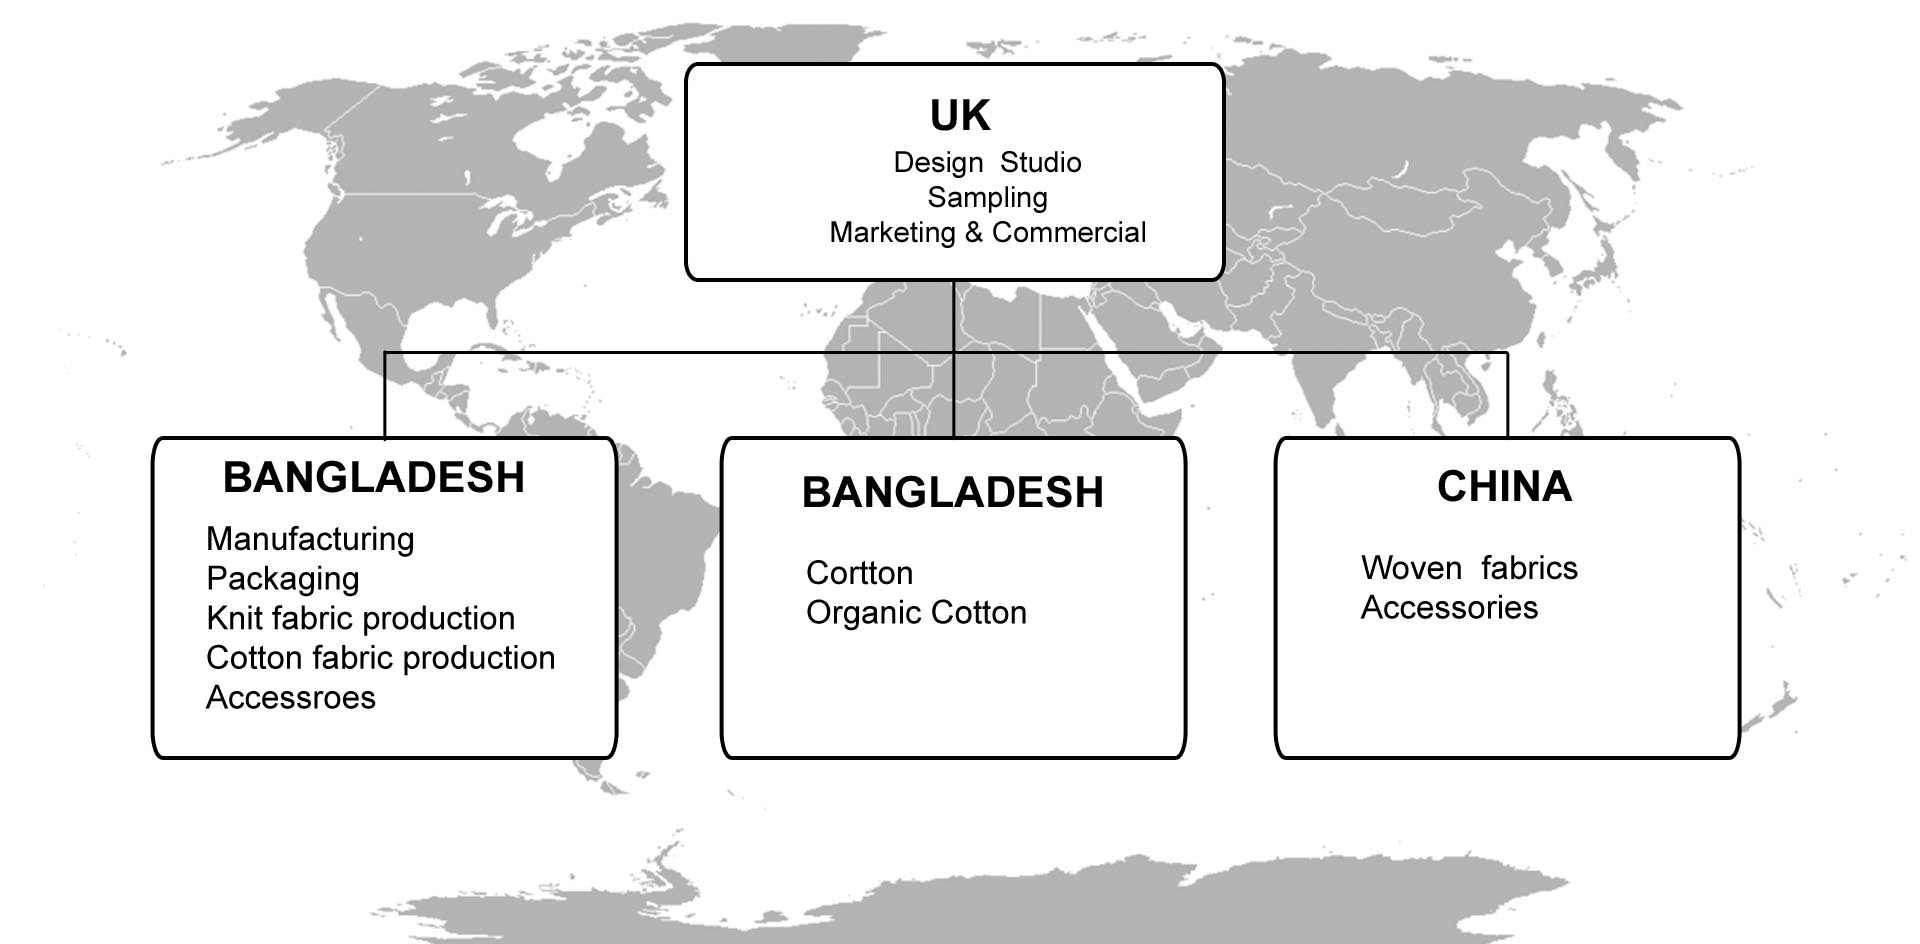 UK
Design Studio
Sampling
Marketing & Commercial
BANGLADESH
Manufacturing
Packaging
Knit fabric production
Cotton fabric production
Accessroes
BANGLADESH
Cortton
Organic Cotton
CHINA
Woven fabrics
Accessories